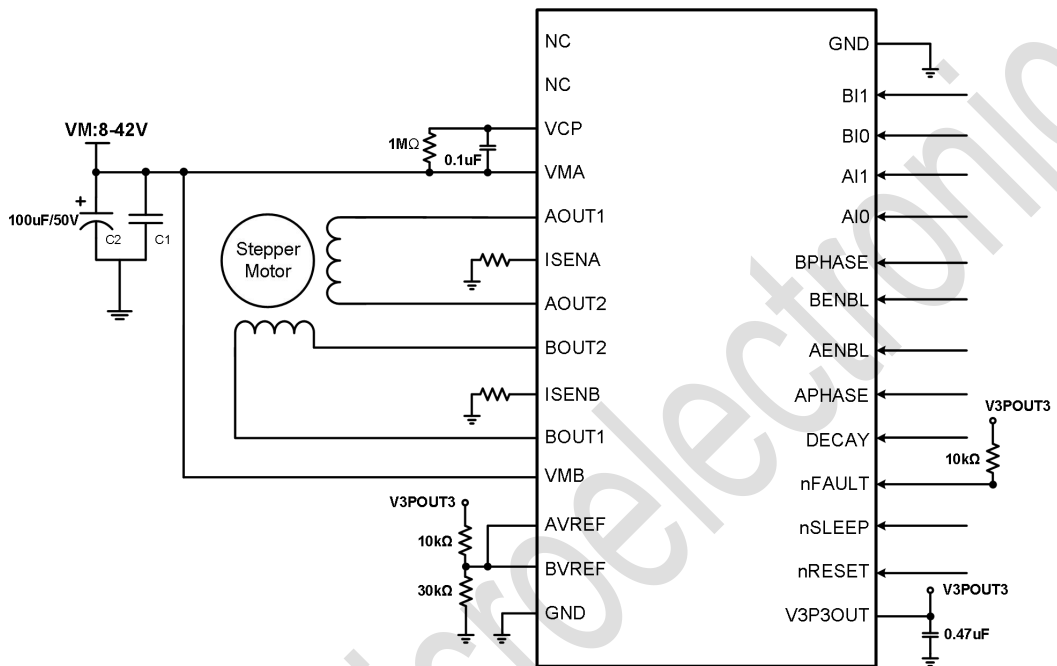 NC
NC
VCP
VMA
AOUT1
ISENA
AOUT2
BOUT2
ISENB
BOUT1
VMB
AVREF
BVREF
GND
GND
BI1
BI0
AI1
AI0
BPHASE
BENBL
AENBL
APHASE
DECAY
nFAULT
nSLEEP
nRESET
V3P3OUT
VM:8-42V
+
100uF/50V
C2
C1
1MΩ
0.1uF
Stepper
Motor
V3POUT3
10kΩ
30kΩ
V3POUT3
10kΩ
V3POUT3
0.47uF
icroelectronic